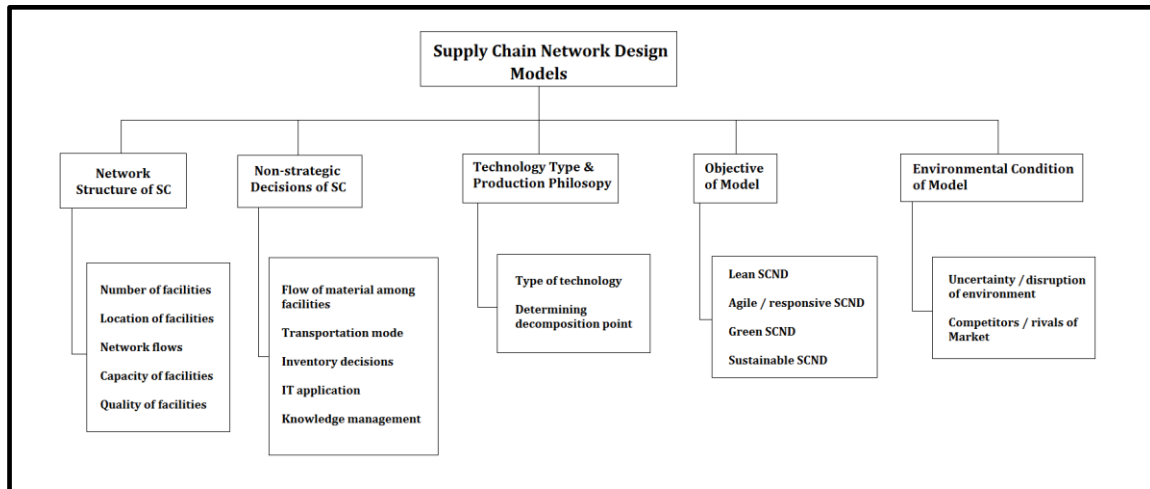 Supply Chain Network Design
Models
Network
Structure of SC
Non-strategic
Decisions of SC
Technology Type &
Production Philosopy
Objective
of Model
Environmental Condition
of Model
Number of facilities
Location of facilities
Network flows
Capacity of facilities
Quality of facilities
Flow of material among
facilities
Transportation mode
Inventory decisions
IT application
Knowledge management
Type of technology
Determining
decomposition point
Lean SCND
Agile / responsive SCND
Green SCND
Sustainable SCND
Uncertainty / disruption
of environment
Competitors / rivals of
Market